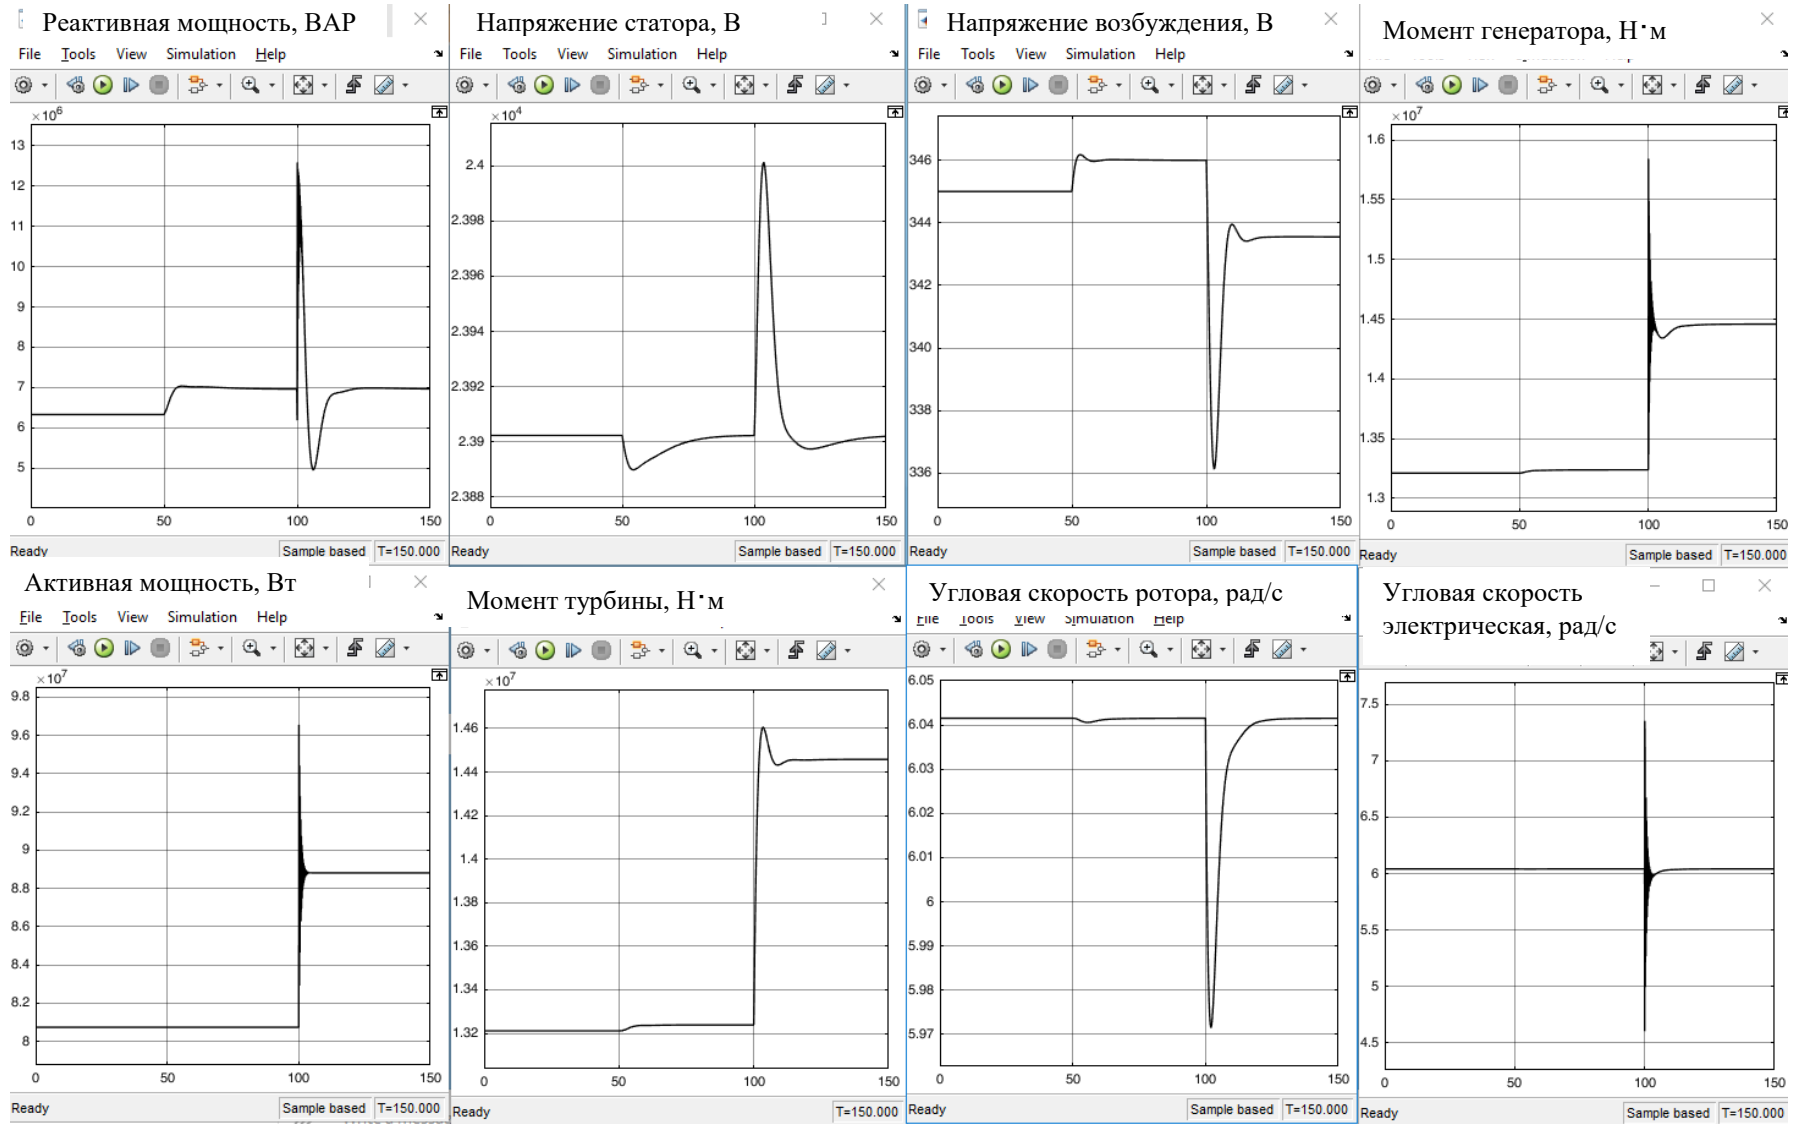 Реактивная мощность, ВАР
File Tools View Simulation Help
×10⁶
13
12
11
10
9
8
7
6
5
0 50 100 150
Ready Sample based T=150.000
Напряжение статора, В
File Tools View Simulation Help
×10⁴
2.4
2.398
2.396
2.394
2.392
2.39
2.388
0 50 100 150
Ready Sample based T=150.000
Напряжение возбуждения, В
File Tools View Simulation Help
346
344
342
340
338
336
0 50 100 150
Ready Sample based T=150.000
Момент генератора, Н·м
×10⁷
1.6
1.55
1.5
1.45
1.4
1.35
1.3
0 50 100 150
Ready Sample based T=150.000
Активная мощность, Вт
File Tools View Simulation Help
×10⁷
9.8
9.6
9.4
9.2
9
8.8
8.6
8.4
8.2
8
0 50 100 150
Ready Sample based T=150.000
Момент турбины, Н·м
×10⁷
1.46
1.44
1.42
1.4
1.38
1.36
1.34
1.32
0 50 100 150
Ready T=150.000
Угловая скорость ротора, рад/с
File Tools View Simulation Help
6.05
6.04
6.03
6.02
6.01
6
5.99
5.98
5.97
0 50 100 150
Ready Sample based T=150.000
Угловая скорость
электрическая, рад/с
7.5
7
6.5
6
5.5
5
4.5
0 50 100 150
Ready Sample based T=150.000